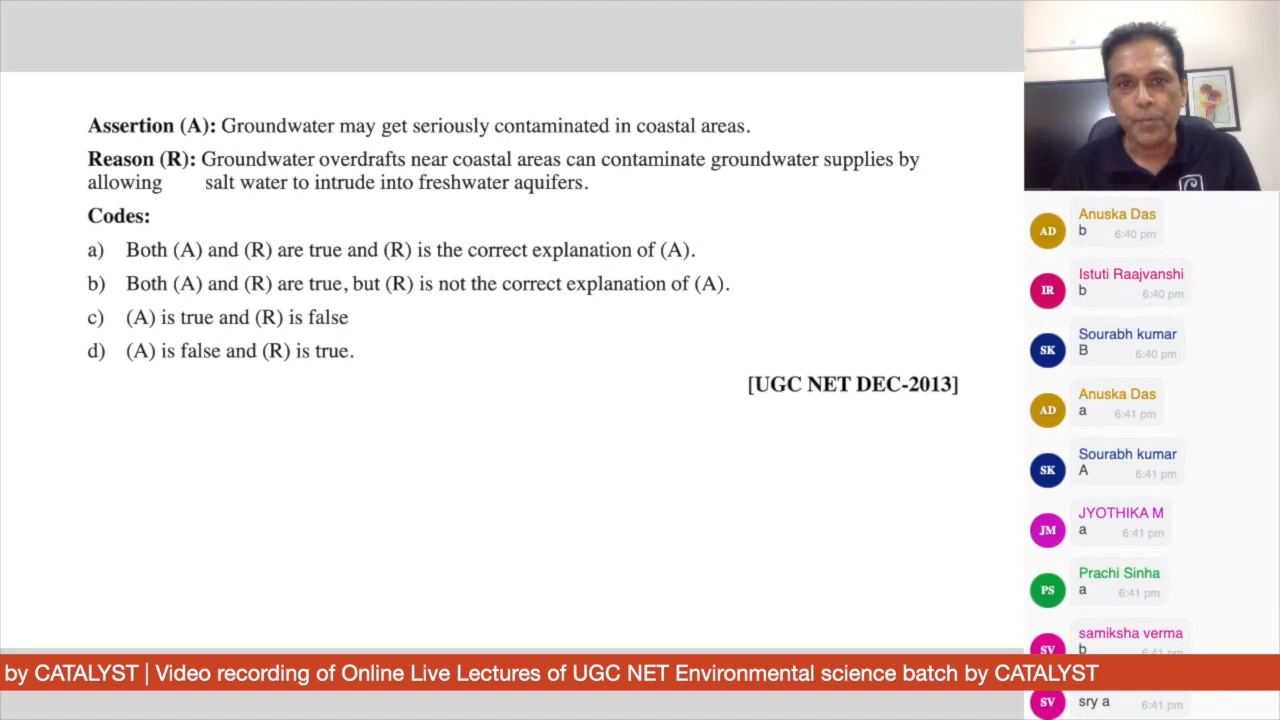 Assertion (A): Groundwater may get seriously contaminated in coastal areas.
Reason (R): Groundwater overdrafts near coastal areas can contaminate groundwater supplies by
allowing salt water to intrude into freshwater aquifers.
Codes:
a) Both (A) and (R) are true and (R) is the correct explanation of (A).
b) Both (A) and (R) are true, but (R) is not the correct explanation of (A).
c) (A) is true and (R) is false
d) (A) is false and (R) is true.
[UGC NET DEC-2013]
AD
Anuska Das
b 6:40 pm
IR
Istuti Raajvanshi
b 6:40 pm
SK
Sourabh kumar
B 6:40 pm
AD
Anuska Das
a 6:41 pm
SK
Sourabh kumar
A 6:41 pm
JM
JYOTHIKA M
a 6:41 pm
PS
Prachi Sinha
a 6:41 pm
SV
samiksha verma
b 6:41 pm
by CATALYST | Video recording of Online Live Lectures of UGC NET Environmental science batch by CATALYST
SV
sry a 6:41 pm